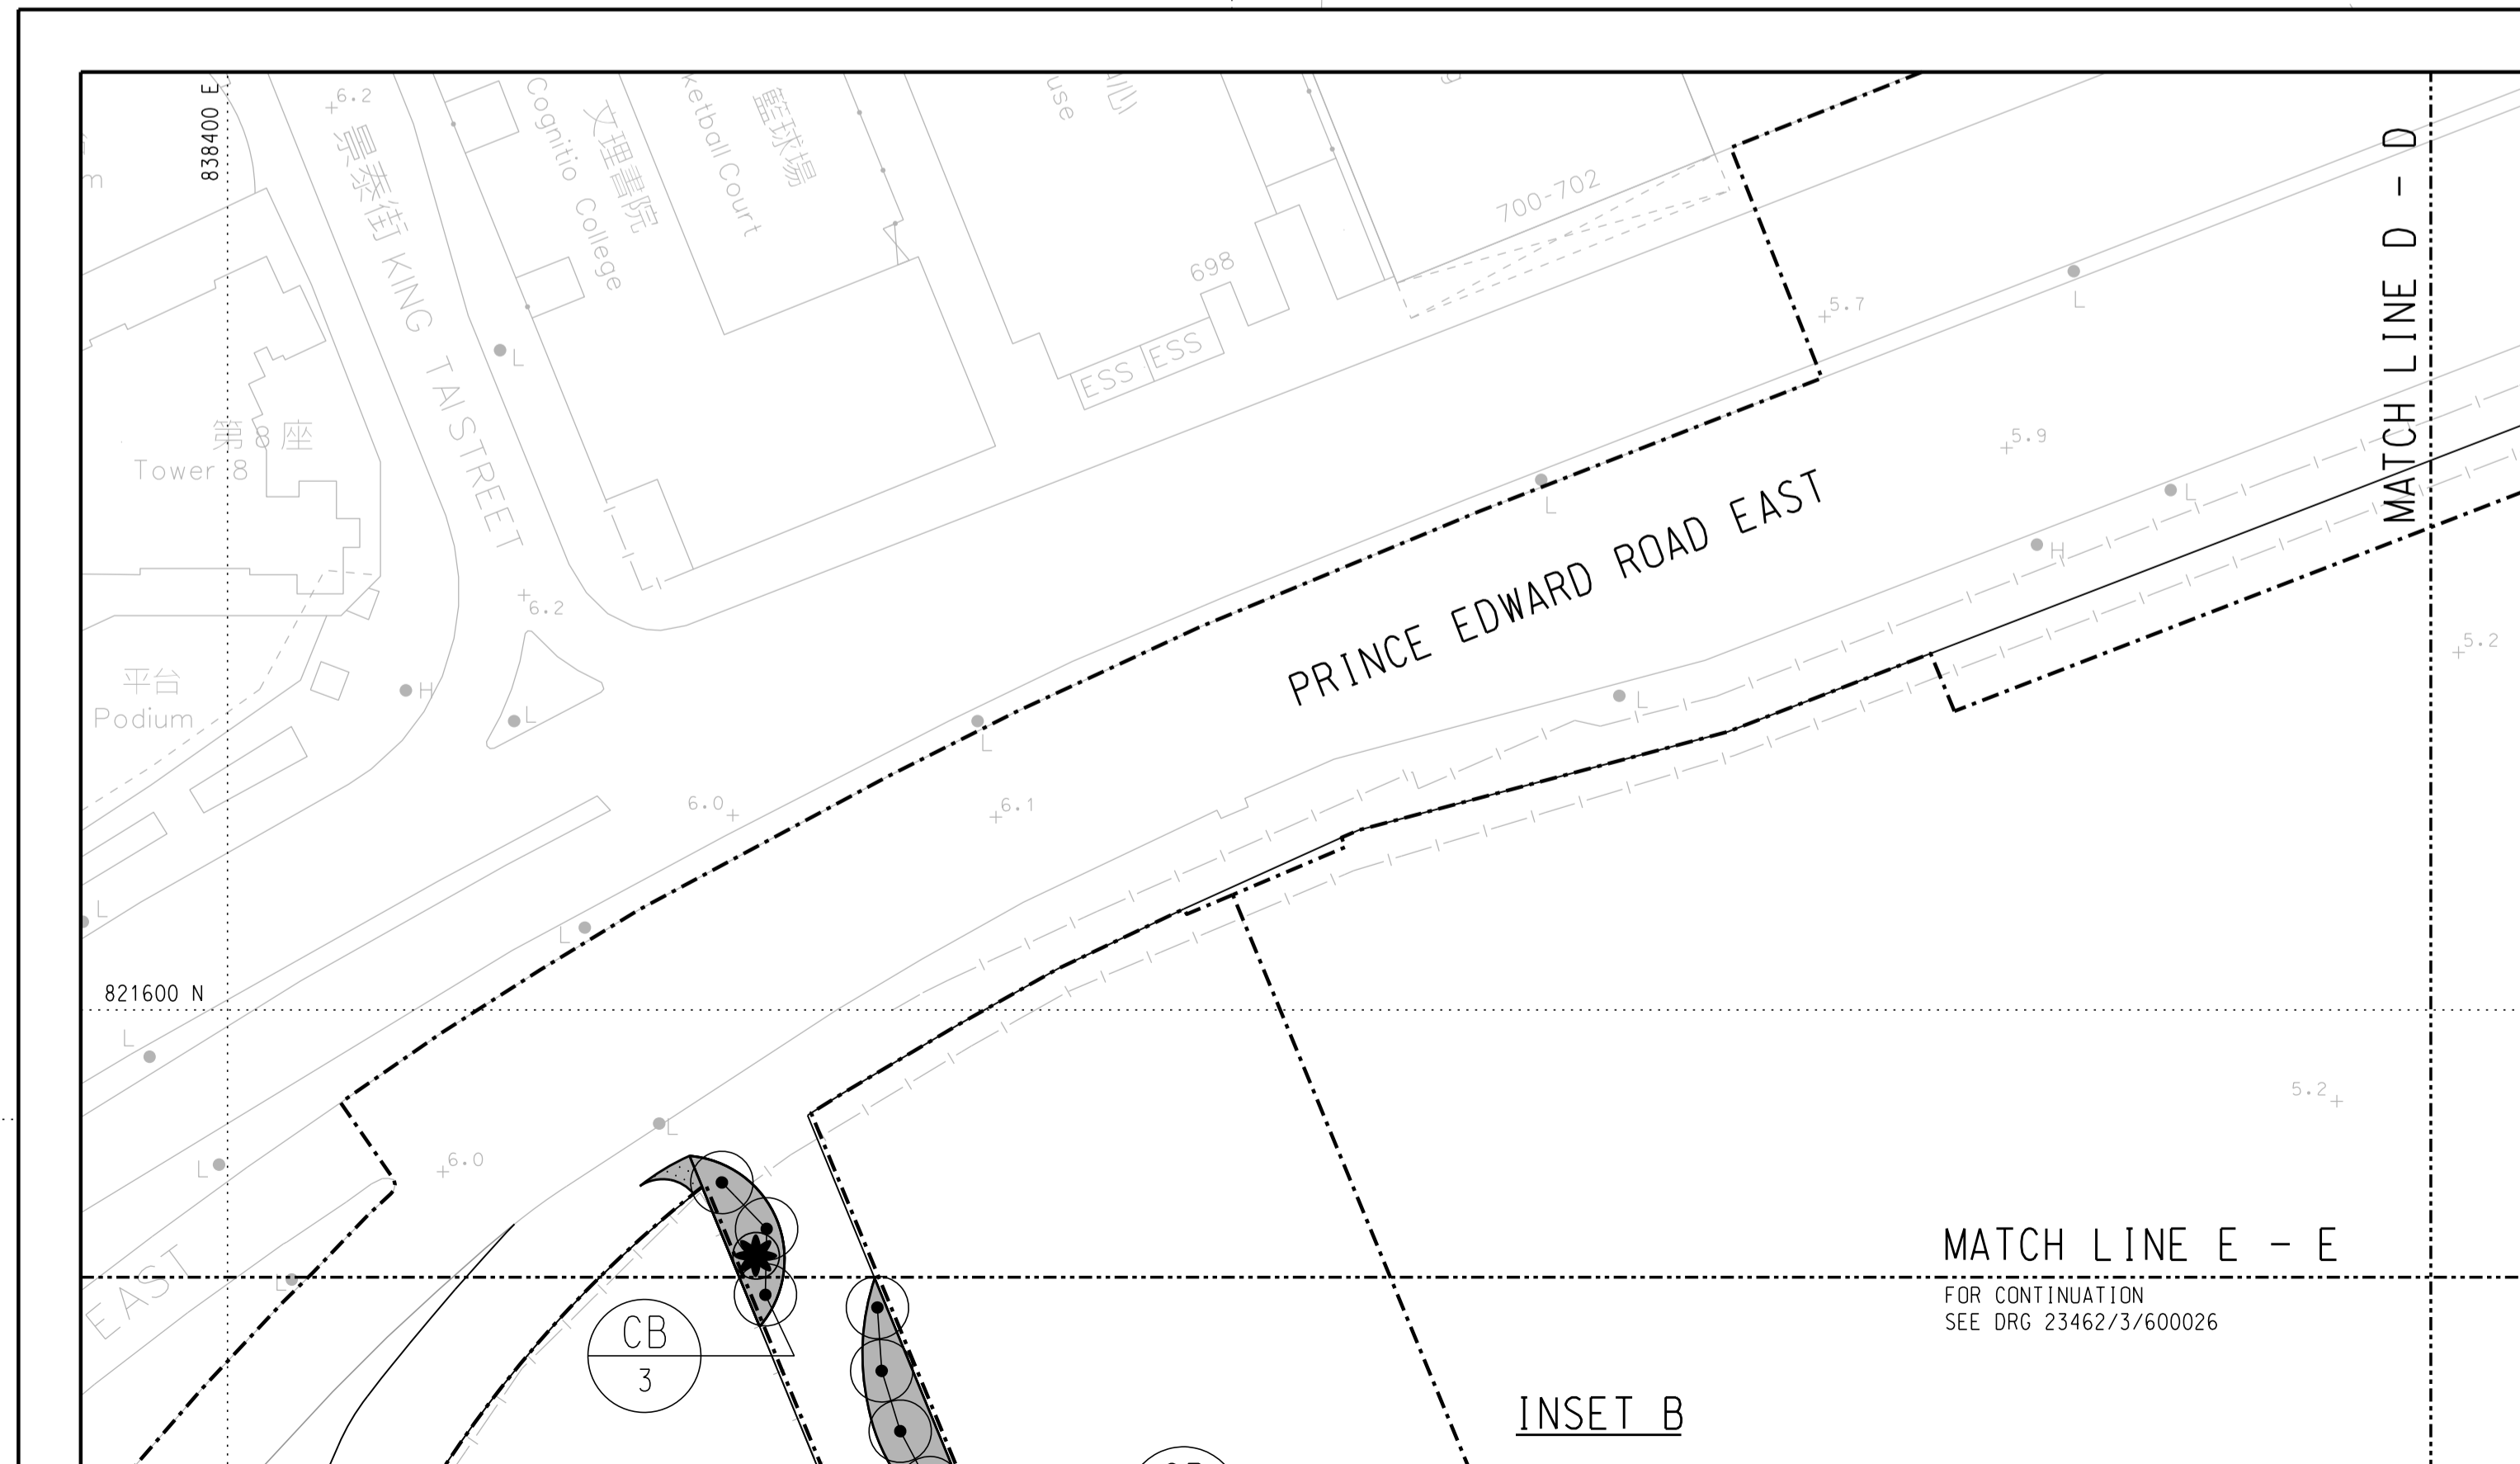 838400 E
6.2
景泰街 KING TAI STREET
Cognitio College
文理書院
ketball Court
籃球場
use
心
700-702
698
ESS
ESS
5.7
L
MATCH LINE D - D
L
第 8 座
Tower 8
5.9
L
L
H
PRINCE EDWARD ROAD EAST
6.2
5.2
平台
Podium
H
L
L
L
6.0
6.1
L
L
821600 N
L
5.2
L
L
6.0
EAST
L
MATCH LINE E - E
FOR CONTINUATION
SEE DRG 23462/3/600026
CB
3
INSET B